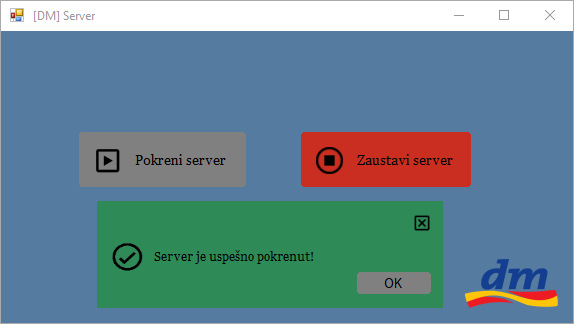 [DM] Server
Pokreni server
Zaustavi server
Server je uspešno pokrenut!
OK
dm